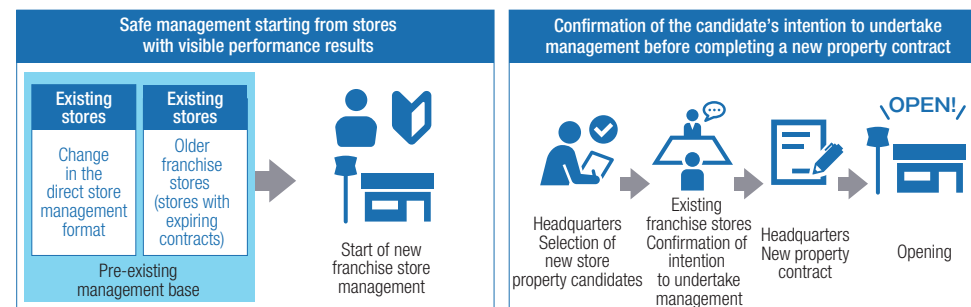 Safe management starting from stores
with visible performance results
Existing
stores
Change
in the
direct store
management
format
Existing
stores
Older
franchise
stores
(stores with
expiring
contracts)
Pre-existing
management base
Start of new
franchise store
management
Confirmation of the candidate's intention to undertake
management before completing a new property contract
Headquarters
Selection of
new store
property candidates
Existing
franchise stores
Confirmation of
intention
to undertake
management
Headquarters
New property
contract
OPEN!
Opening